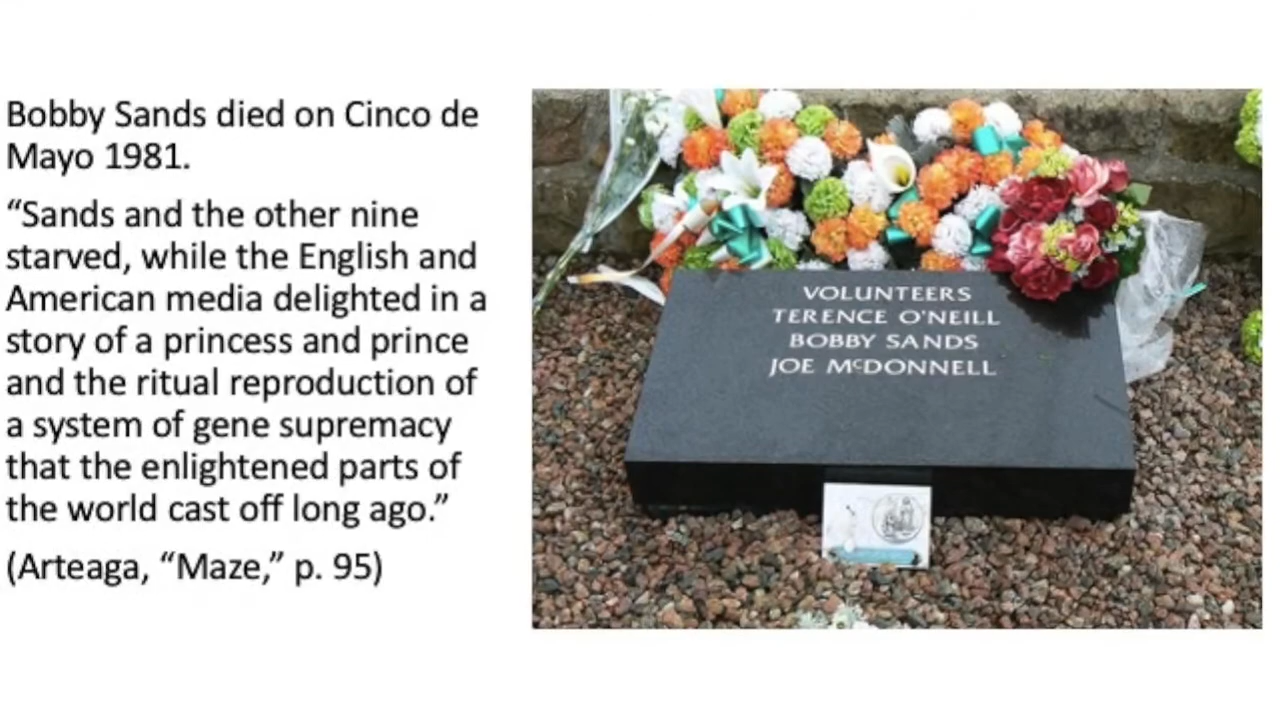 Bobby Sands died on Cinco de
Mayo 1981.
“Sands and the other nine
starved, while the English and
American media delighted in a
story of a princess and prince
and the ritual reproduction of
a system of gene supremacy
that the enlightened parts of
the world cast off long ago.”
(Arteaga, “Maze,” p. 95)
VOLUNTEERS
TERENCE O'NEILL
BOBBY SANDS
JOE McDONNELL